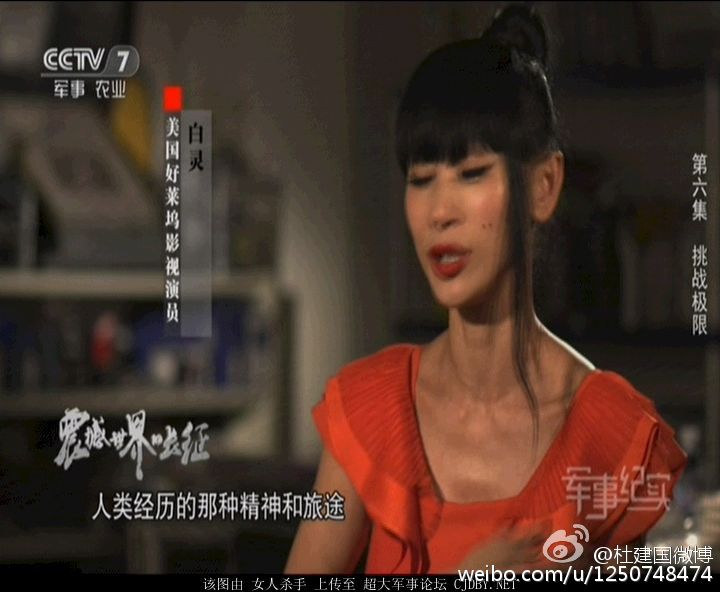 CCTV 7
军事 农业
白灵
美国好莱坞影视演员
第六集 挑战极限
震撼世界的长征
人类经历的那种精神和旅途
军事纪实
@杜建国微博
weibo.com/u/1250748474
该图由 女人杀手 上传至 超大军事论坛 CJDBY.NET